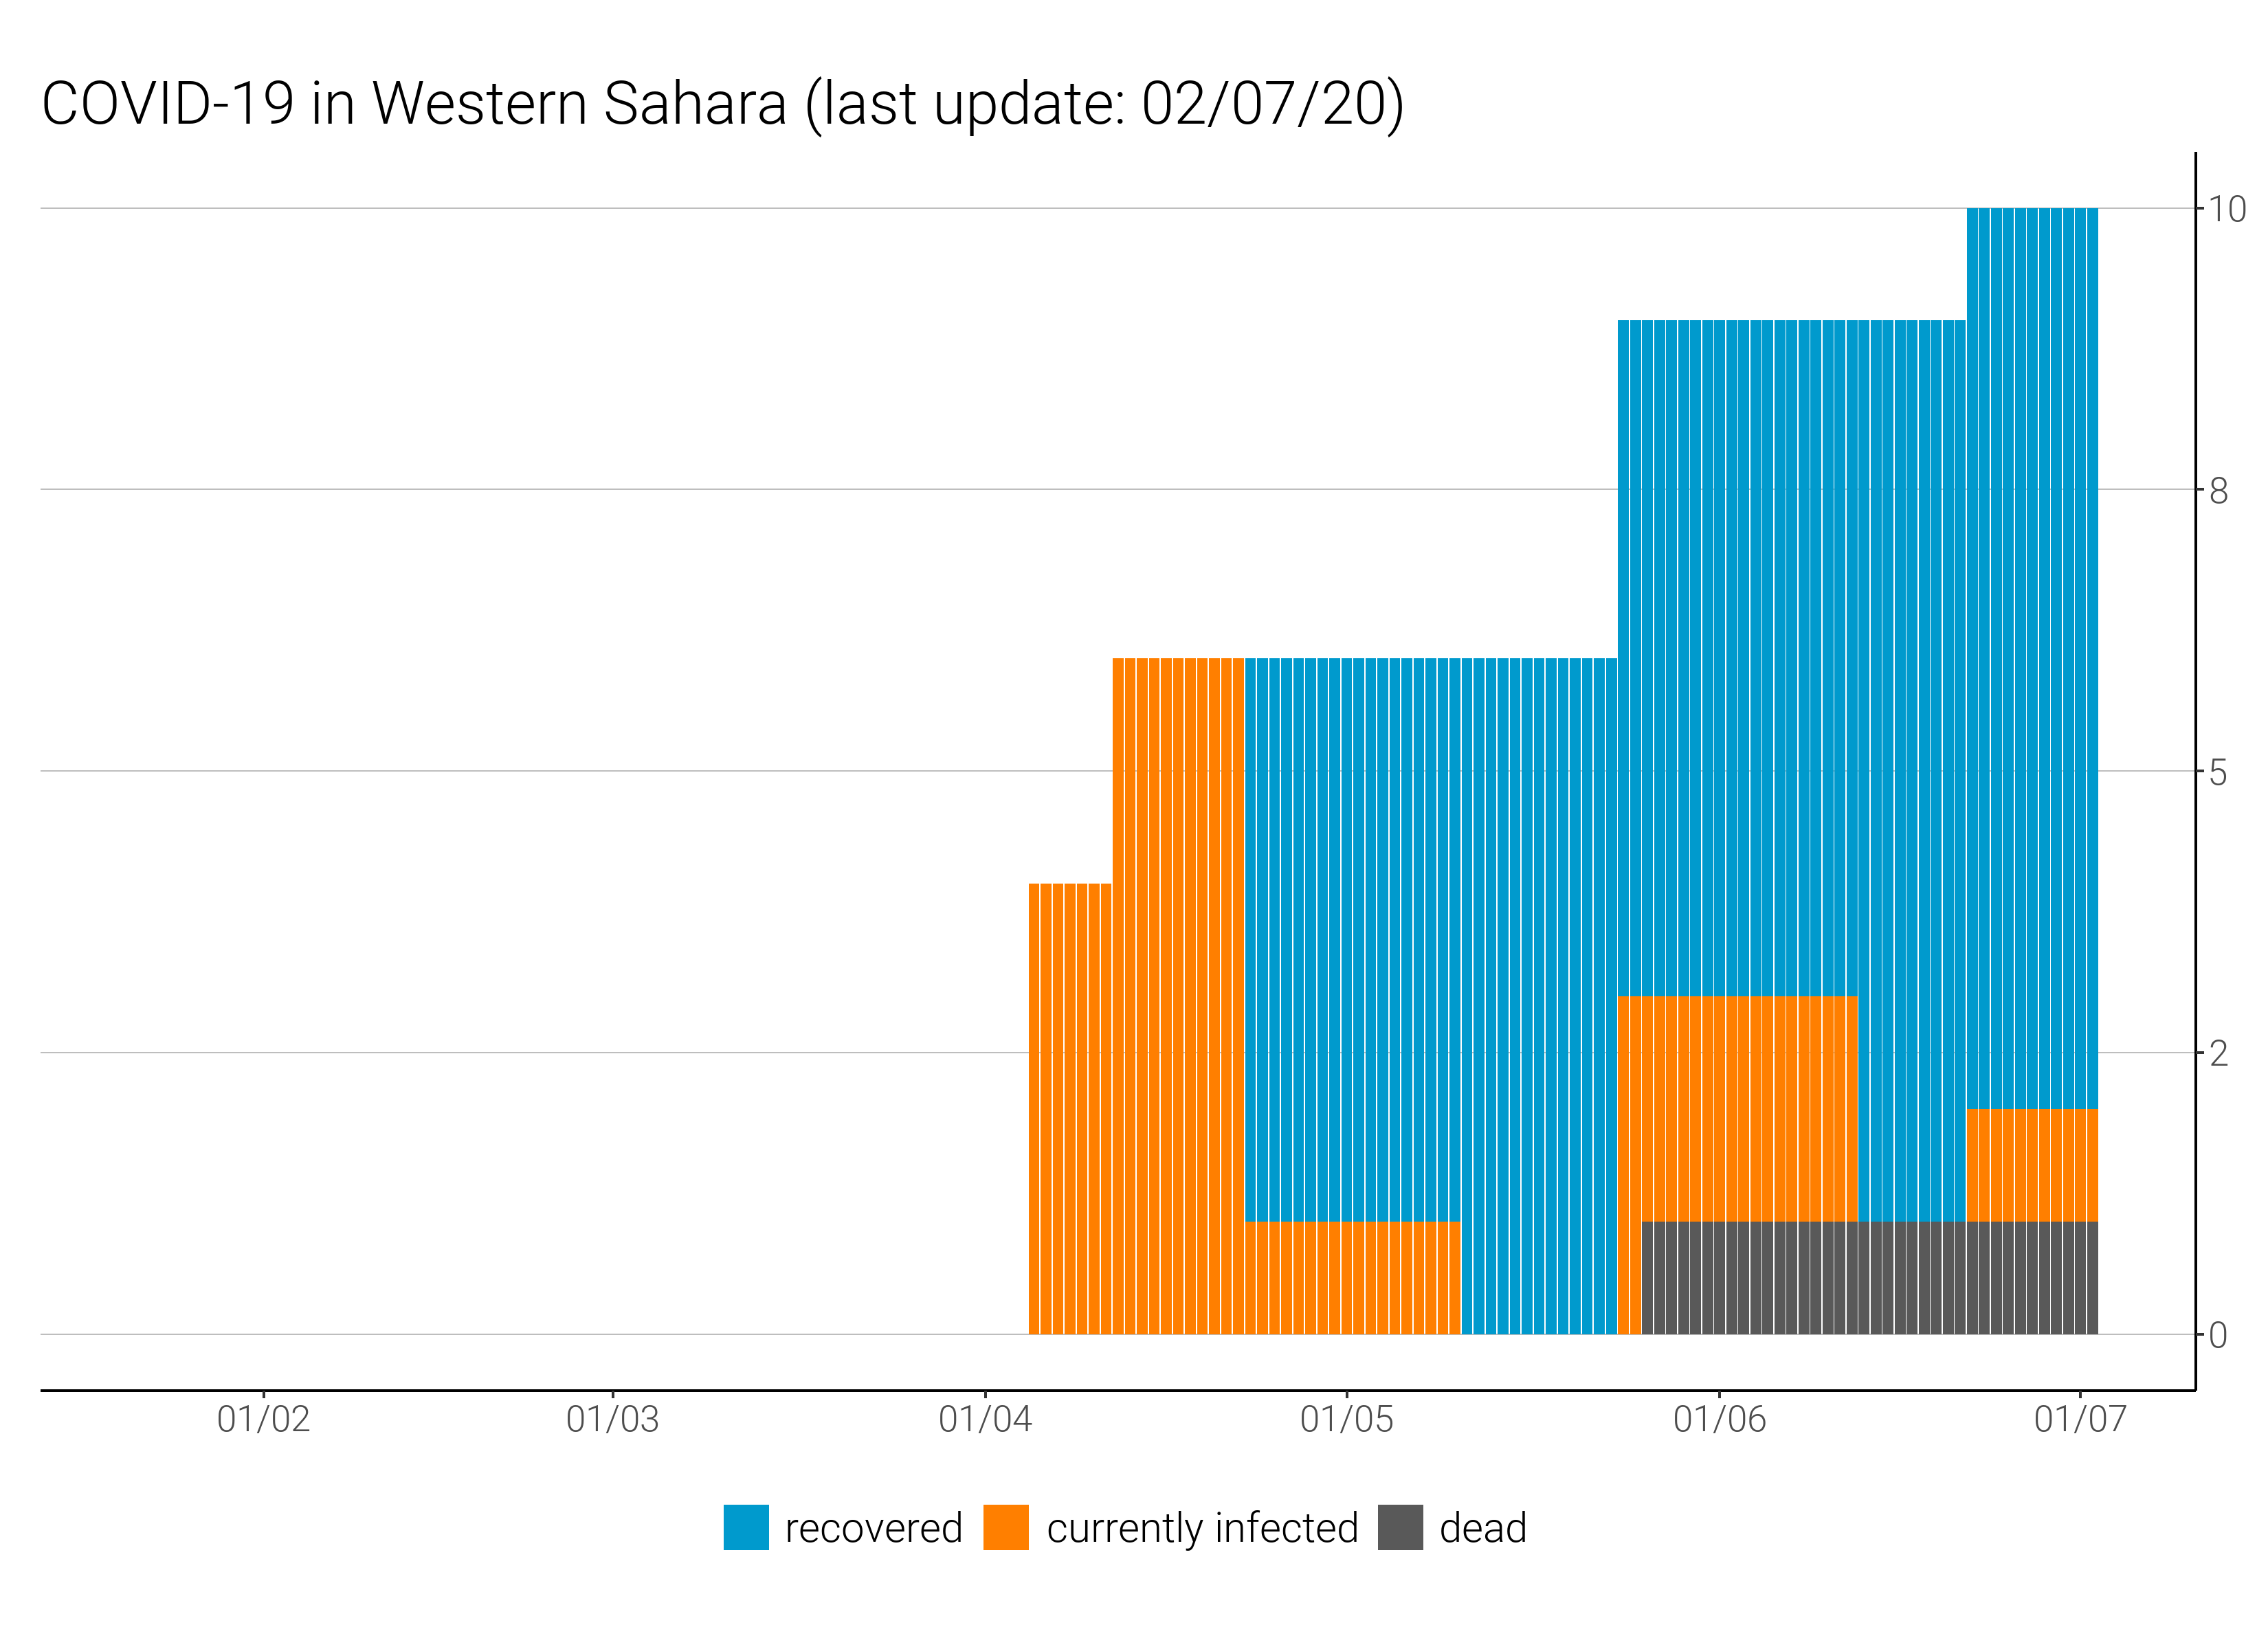 COVID-19 in Western Sahara (last update: 02/07/20)
10
8
5
2
0
01/02 01/03 01/04 01/05 01/06 01/07
recovered currently infected dead